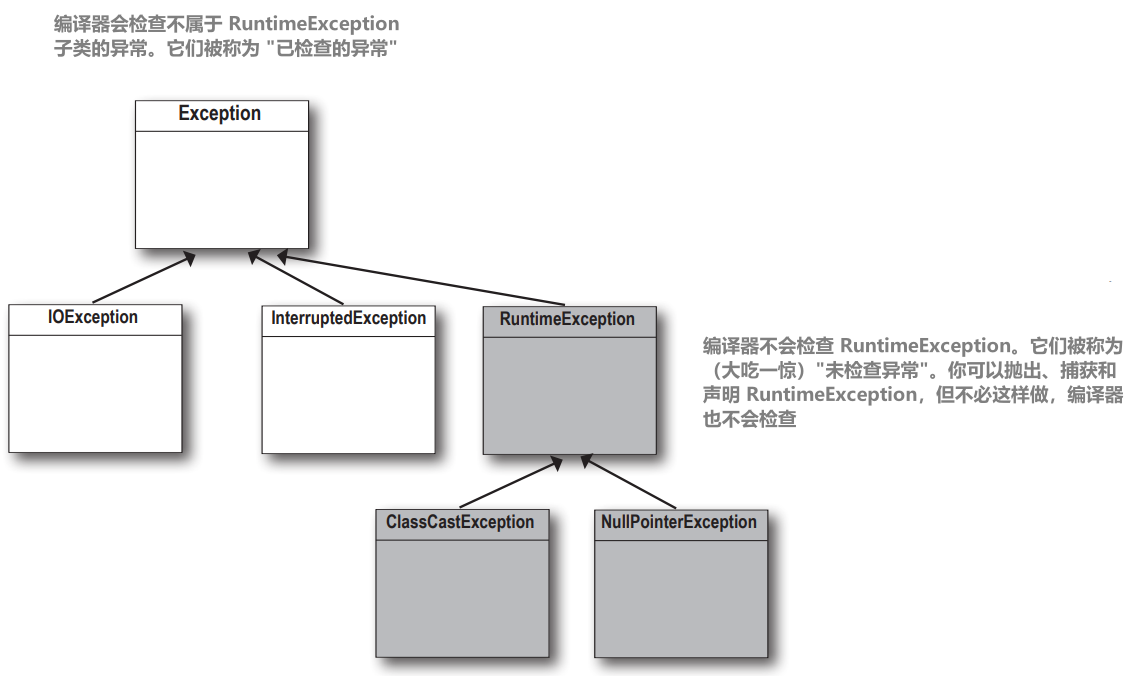 编译器会检查不属于 RuntimeException
子类的异常。它们被称为 "已检查的异常"
Exception
IOException
InterruptedException
RuntimeException
编译器不会检查 RuntimeException。它们被称为
（大吃一惊）"未检查异常"。你可以抛出、捕获和
声明 RuntimeException，但不必这样做，编译器
也不会检查
ClassCastException
NullPointerException